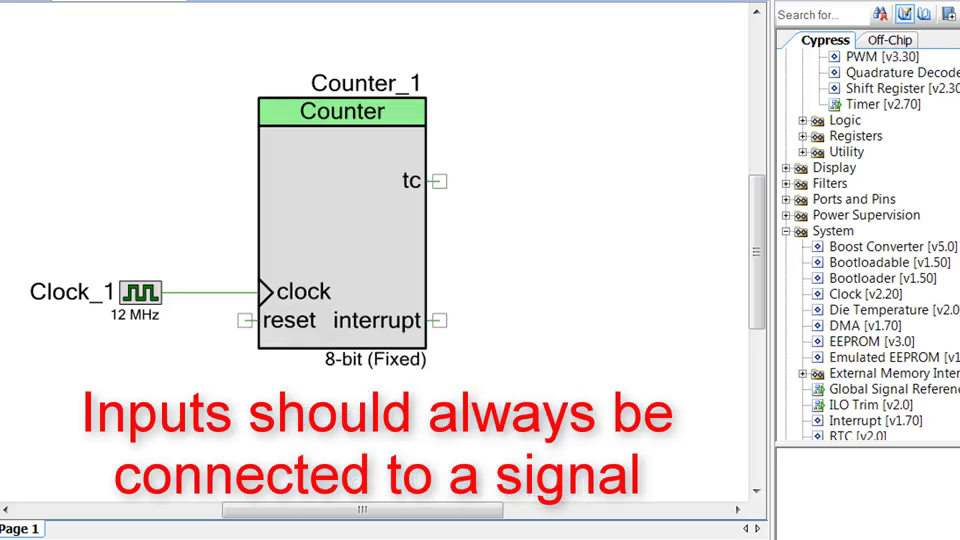 Search for...
Cypress Off-Chip
PWM [v3.30]
Quadrature Decode
Shift Register [v2.30
Timer [v2.70]
Logic
Registers
Utility
Display
Filters
Ports and Pins
Power Supervision
System
Boost Converter [v5.0]
Bootloadable [v1.50]
Bootloader [v1.50]
Clock [v2.20]
Die Temperature [v2.0
DMA [v1.70]
EEPROM [v3.0]
Emulated EEPROM [v1
External Memory Inter
Global Signal Referenc
ILO Trim [v2.0]
Interrupt [v1.70]
RTC [v2.0]
Counter_1
Counter
tc
Clock_1
12 MHz
clock
reset interrupt
8-bit (Fixed)
Inputs should always be
connected to a signal
Page 1